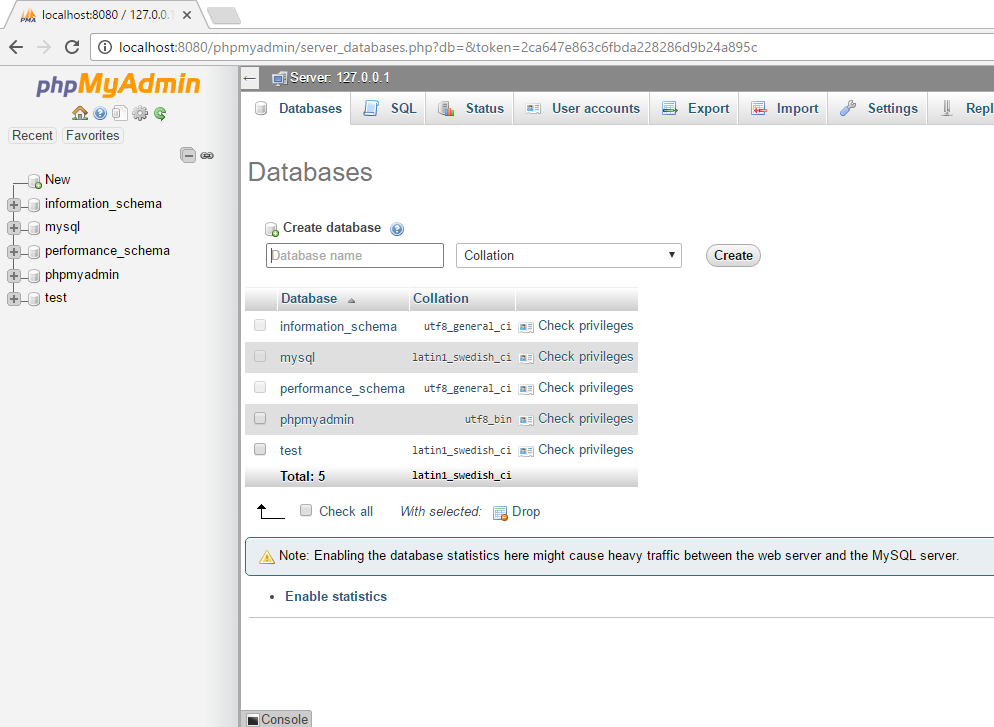 localhost:8080 / 127.0.0.1
localhost:8080/phpmyadmin/server_databases.php?db=&token=2ca647e863c6fbda228286d9b24a895c
phpMyAdmin
Recent Favorites
New
information_schema
mysql
performance_schema
phpmyadmin
test
Server: 127.0.0.1
Databases SQL Status User accounts Export Import Settings Repl
Databases
Create database
Database name Collation Create
Database Collation
information_schema utf8_general_ci Check privileges
mysql latin1_swedish_ci Check privileges
performance_schema utf8_general_ci Check privileges
phpmyadmin utf8_bin Check privileges
test latin1_swedish_ci Check privileges
Total: 5 latin1_swedish_ci
Check all With selected: Drop
Note: Enabling the database statistics here might cause heavy traffic between the web server and the MySQL server.
• Enable statistics
Console